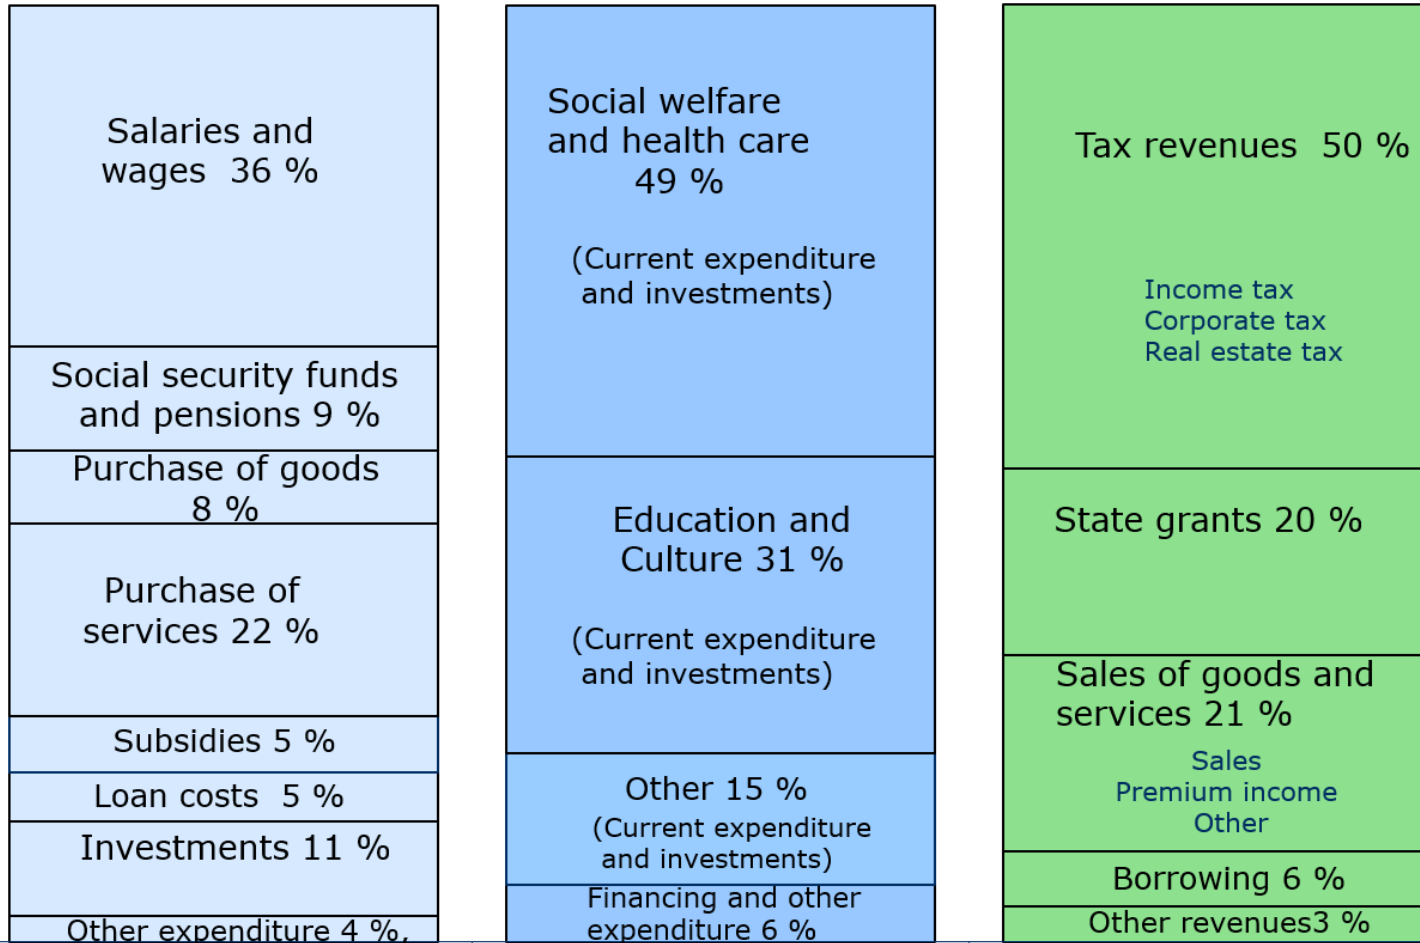 Salaries and
wages 36 %
Social security funds
and pensions 9 %
Purchase of goods
8 %
Purchase of
services 22 %
Subsidies 5 %
Loan costs 5 %
Investments 11 %
Other expenditure 4 %,
Social welfare
and health care
49 %
(Current expenditure
and investments)
Education and
Culture 31 %
(Current expenditure
and investments)
Other 15 %
(Current expenditure
and investments)
Financing and other
expenditure 6 %
Tax revenues 50 %
Income tax
Corporate tax
Real estate tax
State grants 20 %
Sales of goods and
services 21 %
Sales
Premium income
Other
Borrowing 6 %
Other revenues3 %